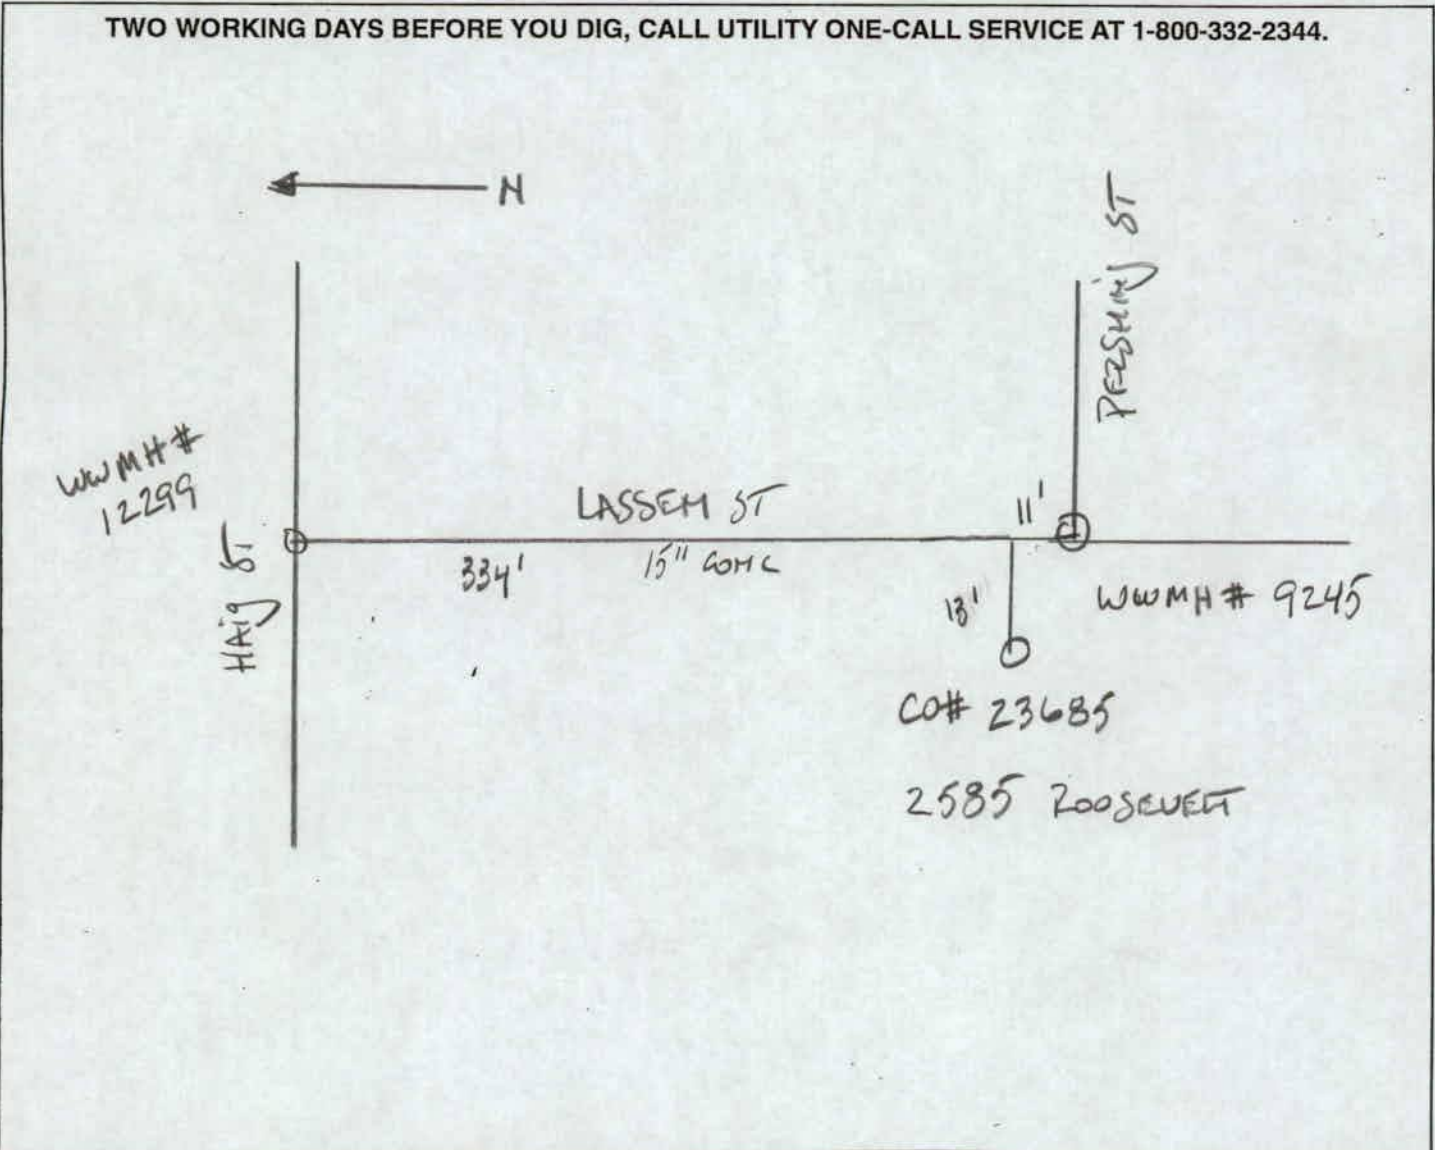 TWO WORKING DAYS BEFORE YOU DIG, CALL UTILITY ONE-CALL SERVICE AT 1-800-332-2344.
N
PERSHING ST
WWMH #
12299
HAIG ST
LASSEM ST
11'
334'
15" CONC
13'
WWMH # 9245
CO# 23685
2585 ROOSEVELT